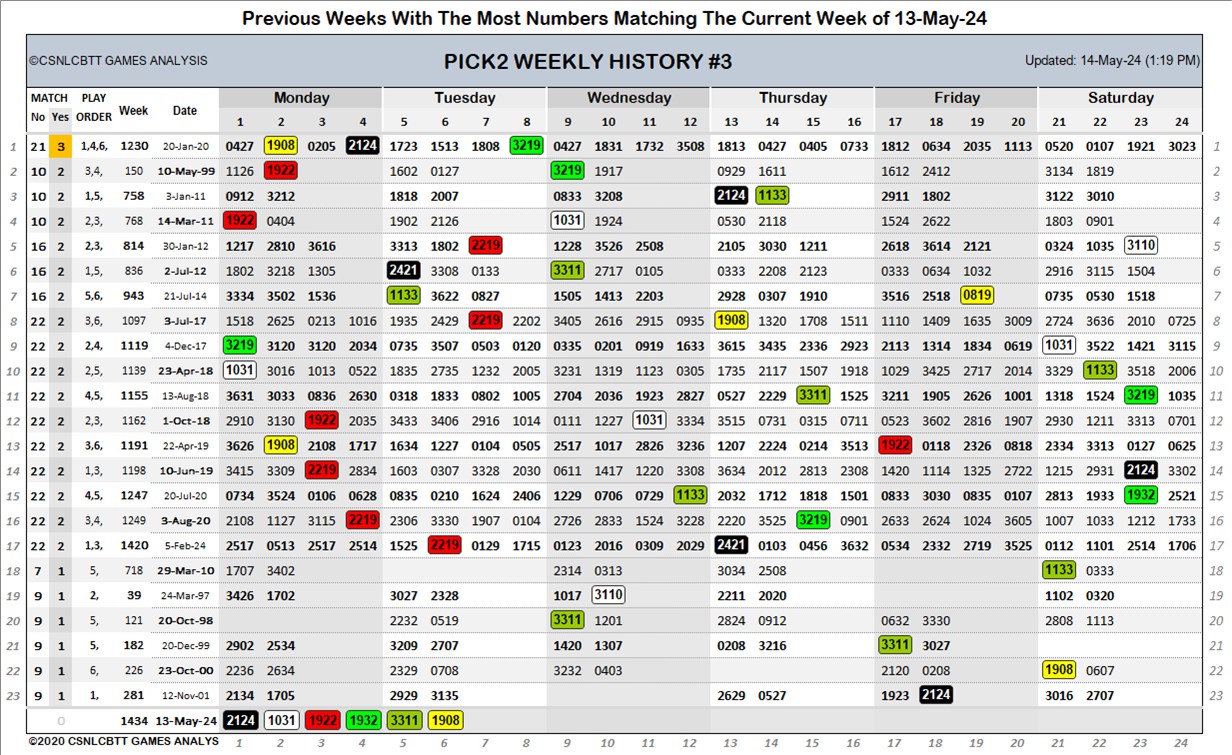 Previous Weeks With The Most Numbers Matching The Current Week of 13-May-24
©CSNLCBTT GAMES ANALYSIS PICK2 WEEKLY HISTORY #3 Updated: 14-May-24 (1:19 PM)
MATCH PLAY Week Date Monday Tuesday Wednesday Thursday Friday Saturday
No Yes ORDER 1 2 3 4 5 6 7 8 9 10 11 12 13 14 15 16 17 18 19 20 21 22 23 24
1 21 3 1,4,6, 1230 20-Jan-20 0427 1908 0205 2124 1723 1513 1808 3219 0427 1831 1732 3508 1813 0427 0405 0733 1812 0634 2035 1113 0520 0107 1921 3023 1
2 10 2 3,4, 150 10-May-99 1126 1922 1602 0127 3219 1917 0929 1611 1612 2412 3134 1819 2
3 10 2 1,5, 758 3-Jan-11 0912 3212 1818 2007 0833 3208 2124 1133 2911 1802 3122 3010 3
4 10 2 2,3, 768 14-Mar-11 1922 0404 1902 2126 1031 1924 0530 2118 1524 2622 1803 0901 4
5 16 2 2,3, 814 30-Jan-12 1217 2810 3616 3313 1802 2219 1228 3526 2508 2105 3030 1211 2618 3614 2121 0324 1035 3110 5
6 16 2 1,5, 836 2-Jul-12 1802 3218 1305 2421 3308 0133 3311 2717 0105 0333 2208 2123 0333 0634 1032 2916 3115 1504 6
7 16 2 5,6, 943 21-Jul-14 3334 3502 1536 1133 3622 0827 1505 1413 2203 2928 0307 1910 3516 2518 0819 0735 0530 1518 7
8 22 2 3,6, 1097 3-Jul-17 1518 2625 0213 1016 1935 2429 2219 2202 3405 2616 2915 0935 1908 1320 1708 1511 1110 1409 1635 3009 2724 3636 2010 0725 8
9 22 2 2,4, 1119 4-Dec-17 3219 3120 3120 2034 0735 3507 0503 0120 0335 0201 0919 1633 3615 3435 2336 2923 2113 3314 1834 0619 1031 3522 1421 3115 9
10 22 2 2,5, 1139 23-Apr-18 1031 3016 1013 0522 1835 2735 1232 2005 3231 1319 1123 0305 1735 2117 1507 1918 1029 3425 2717 2014 3329 1133 3518 2006 10
11 22 2 4,5, 1155 13-Aug-18 3631 3033 0836 2630 0318 3503 0802 1005 2704 2036 1923 2827 0527 2229 3311 1525 3211 1905 2626 1001 1318 1524 3219 1035 11
12 22 2 2,3, 1162 1-Oct-18 2910 3130 1922 2035 3433 3406 2916 1014 0111 1227 1031 3334 3515 0731 0315 0711 0523 3602 2816 1907 2930 1211 3313 0701 12
13 22 2 3,6, 1191 22-Apr-19 3626 1908 2108 1717 1634 1227 0104 0505 2517 1017 2826 3236 1207 2224 0214 3513 1922 0118 2326 0818 2334 3313 0127 0625 13
14 22 2 1,3, 1198 10-Jun-19 3415 3309 2219 2834 1603 0307 3328 2030 0611 1417 1220 3308 3634 2012 2813 2308 1420 1114 1325 2722 1215 2931 2124 3302 14
15 22 2 4,5, 1247 20-Jul-20 0734 3524 0106 0628 0835 0210 1624 2406 1229 0706 0729 1133 2032 1712 1818 1501 0833 3030 0835 0107 2813 1933 1932 2521 15
16 22 2 3,4, 1249 3-Aug-20 2108 1127 3115 2219 2306 3330 1907 0104 2726 2833 1524 3228 2220 3525 3219 0901 2633 2624 1024 3605 1007 1033 1212 1733 16
17 22 2 1,3, 1420 5-Feb-24 2517 0513 2517 2514 1525 2219 0129 1715 0123 2016 0309 2029 2421 0103 0456 3632 0534 2332 2719 3525 0112 1101 2514 1706 17
18 7 1 5, 718 29-Mar-10 1707 3402 2314 0313 3034 2508 1133 0333 18
19 9 1 2, 39 24-Mar-97 3426 1702 3027 2328 1017 3110 2211 2020 1102 0320 19
20 9 1 5, 121 20-Oct-98 2232 0519 3311 1201 2824 0912 0632 3330 2808 1113 20
21 9 1 5, 182 20-Dec-99 2902 2534 3209 2707 1420 1307 0208 3216 3311 3027 21
22 9 1 6, 226 23-Oct-00 2236 2634 2329 0708 3232 0403 2120 0208 1908 0607 22
23 9 1 1, 281 12-Nov-01 2134 1705 2929 3135 2629 0527 1923 2124 3016 2707 23
0 1434 13-May-24 2124 1031 1922 1932 3311 1908
©2020 CSNLCBTT GAMES ANALYS 1 2 3 4 5 6 7 8 9 10 11 12 13 14 15 16 17 18 19 20 21 22 23 24